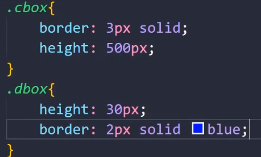 .cbox{
border: 3px solid;
height: 500px;
}
.dbox{
height: 30px;
border: 2px solid blue;
}